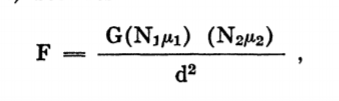 F = G(N₁μ₁) (N₂μ₂) / d² ,